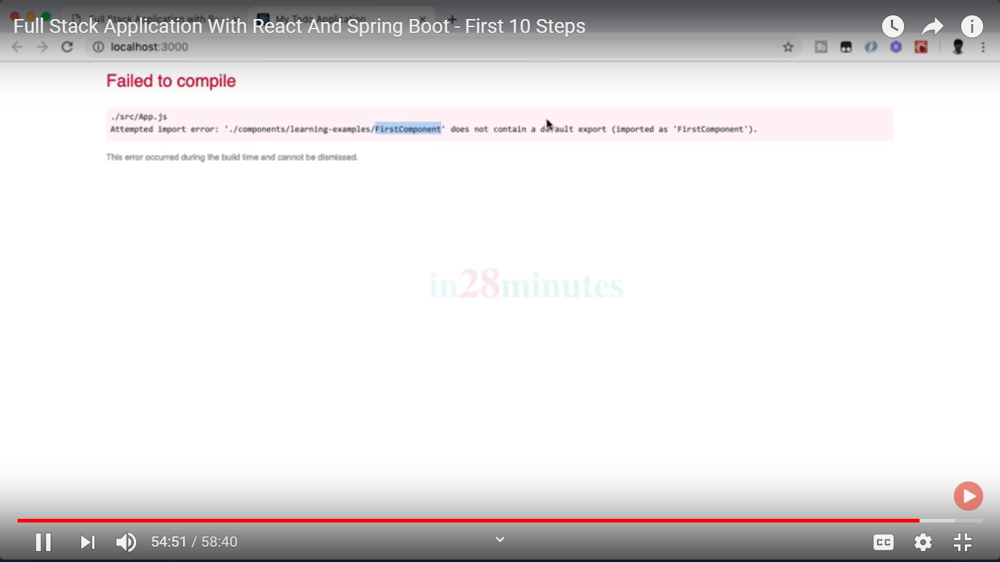 Full Stack Application with Re
My Todo Application
Full Stack Application With React And Spring Boot - First 10 Steps
localhost:3000
Failed to compile
./src/App.js
Attempted import error: './components/learning-examples/FirstComponent' does not contain a default export (imported as 'FirstComponent').
This error occurred during the build time and cannot be dismissed.
in28minutes
54:51 / 58:40
CC